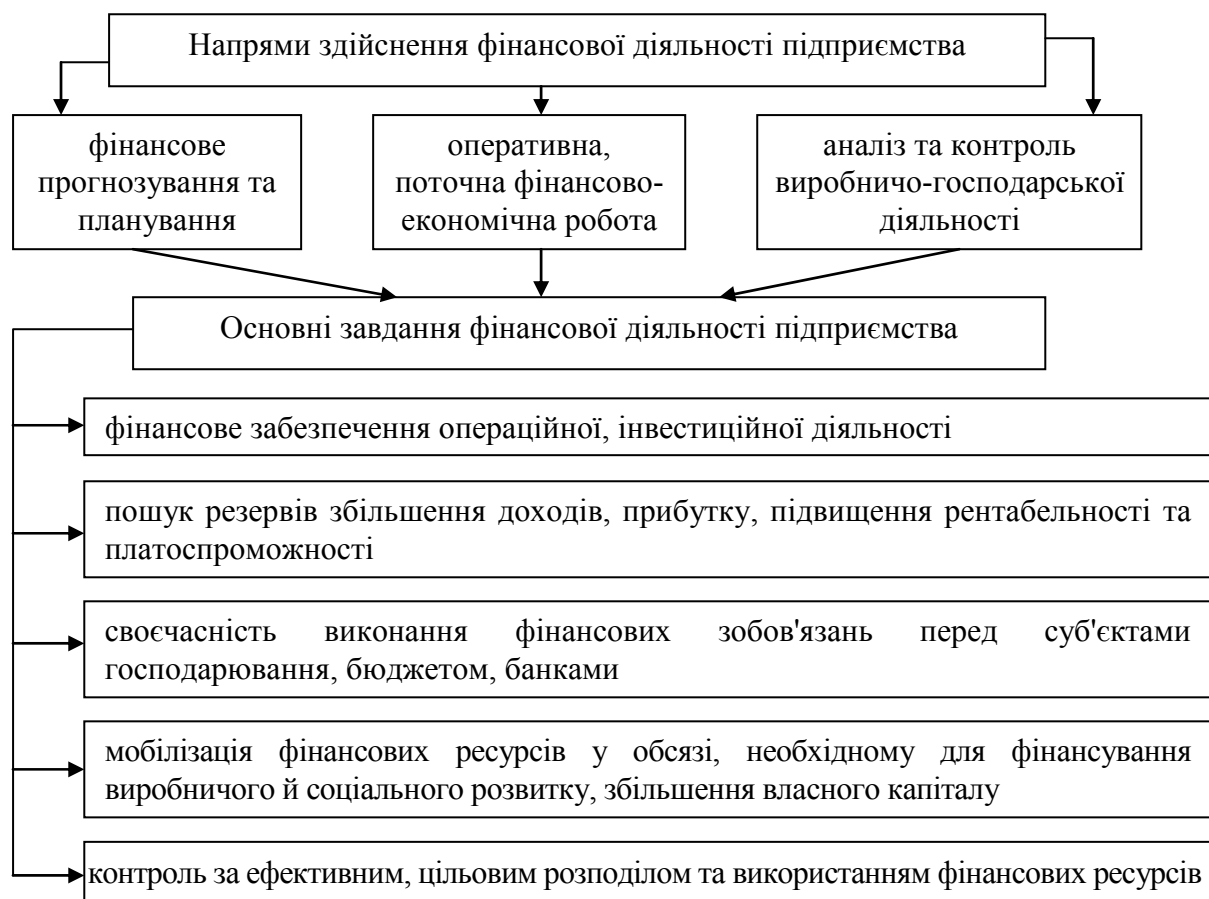 Напрями здійснення фінансової діяльності підприємства
фінансове
прогнозування та
планування
оперативна,
поточна фінансово-
економічна робота
аналіз та контроль
виробничо-господарської
діяльності
Основні завдання фінансової діяльності підприємства
фінансове забезпечення операційної, інвестиційної діяльності
пошук резервів збільшення доходів, прибутку, підвищення рентабельності та
платоспроможності
своєчасність виконання фінансових зобов'язань перед суб'єктами
господарювання, бюджетом, банками
мобілізація фінансових ресурсів у обсязі, необхідному для фінансування
виробничого й соціального розвитку, збільшення власного капіталу
контроль за ефективним, цільовим розподілом та використанням фінансових ресурсів